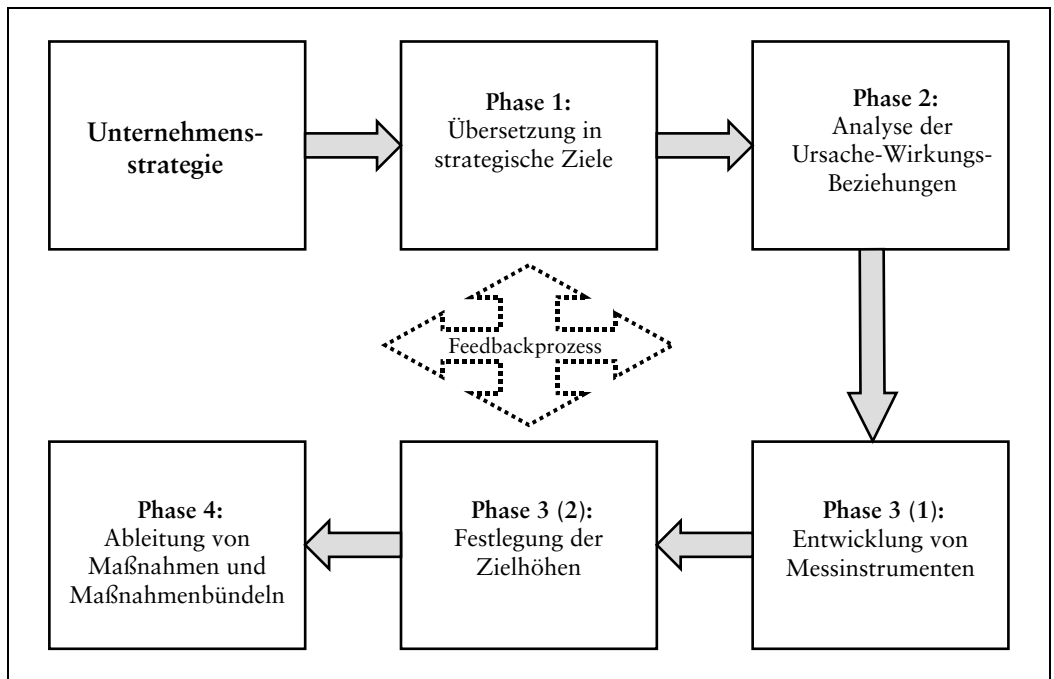 Unternehmens-
strategie
Phase 1:
Übersetzung in
strategische Ziele
Phase 2:
Analyse der
Ursache-Wirkungs-
Beziehungen
Feedbackprozess
Phase 4:
Ableitung von
Maßnahmen und
Maßnahmenbündeln
Phase 3 (2):
Festlegung der
Zielhöhen
Phase 3 (1):
Entwicklung von
Messinstrumenten